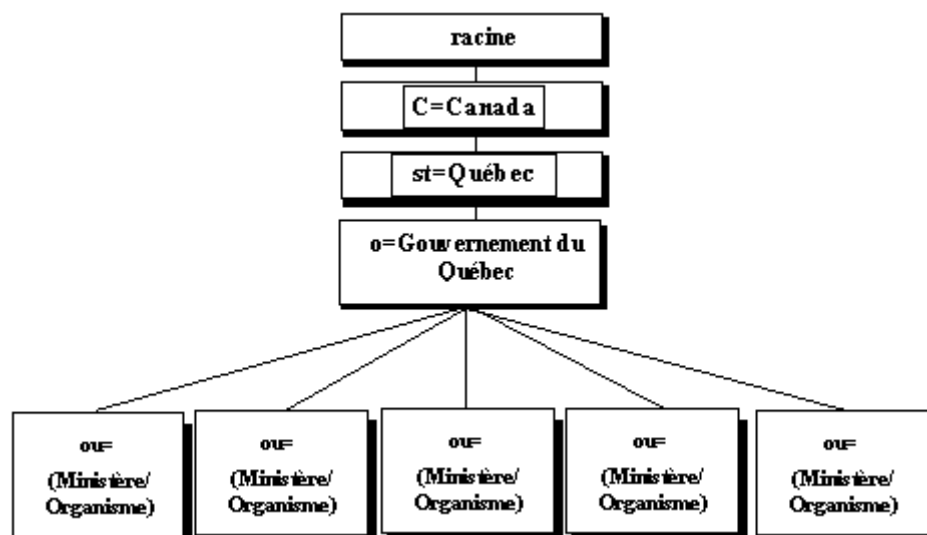 racine
C=Canada
st=Québec
o=Gouvernement du
Québec
ou=
(Ministère/
Organisme)
ou=
(Ministère/
Organisme)
ou=
(Ministère/
Organisme)
ou=
(Ministère/
Organisme)
ou=
(Ministère/
Organisme)